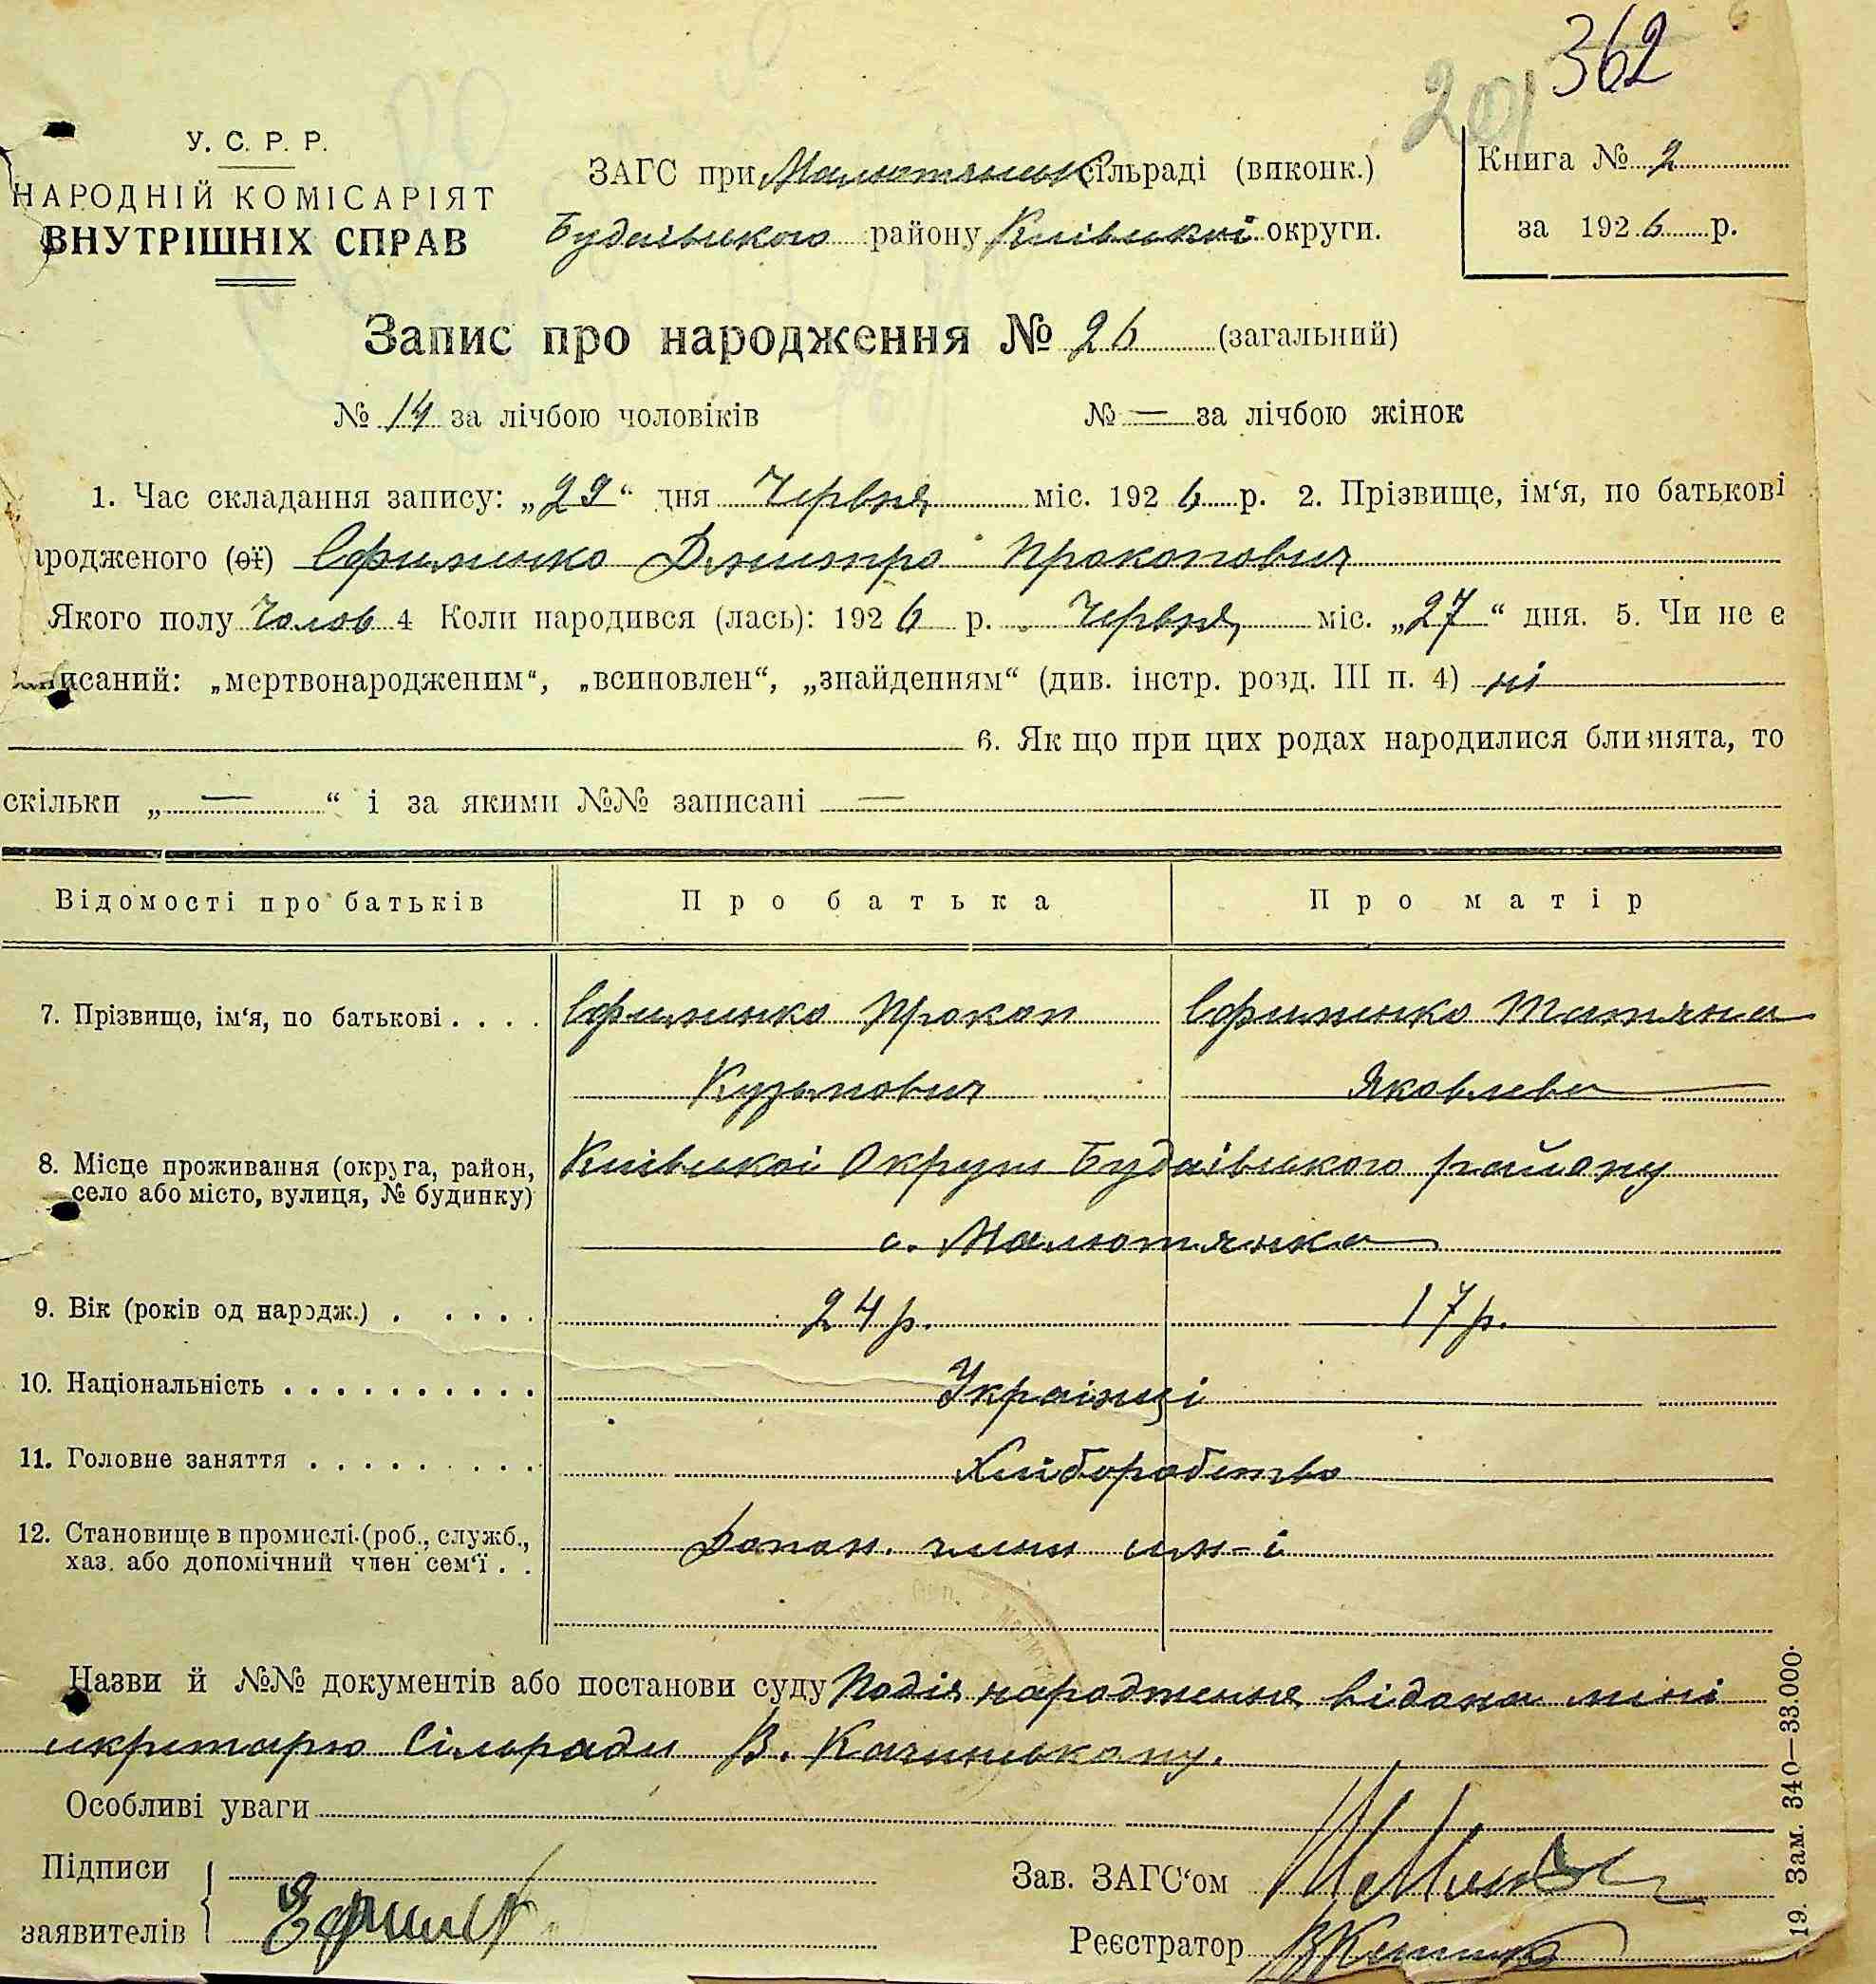 362
201
У. С. Р. Р.
НАРОДНІЙ КОМІСАРІЯТ
ВНУТРІШНІХ СПРАВ
ЗАГС при Малютянськ сільраді (виконк.)
Будаївського району Київської округи.
Книга № 2
за 1926 р.
Запис про народження № 26 (загальний)
№ 14 за лічбою чоловіків № — за лічбою жінок
1. Час складання запису: „29“ дня Червня міс. 1926 р. 2. Прізвище, ім‘я, по батькові
ародженого (ої) Єфименко Дмитро Прокопович
Якого полу Чолов 4 Коли народився (лась): 1926 р. Червня міс. „27“ дня. 5. Чи не є
писаний: „мертвонародженим“, „всиновлен“, „знайденням“ (див. інстр. розд. III п. 4) ні
6. Як що при цих родах народилися близнята, то
скільки „ — “ і за якими №№ записані —
Відомості про батьків Про батька Про матір
7. Прізвище, ім‘я, по батькові . . . . Єфименко Прокоп Єфименко Татяна
Кузьмович Яковлева
8. Місце проживання (округа, район, Київської Округи Будаївського району
село або місто, вулиця, № будинку)
с. Малютянка
9. Вік (років од народж.) . . . . . 24 р. 17 р.
10. Національність . . . . . . . . . . Українці
11. Головне заняття . . . . . . . . . Хліборобство
12. Становище в промислі (роб., служб., допом. члени сем-ї
хаз. або допомічний член сем‘ї . .
Назви й №№ документів або постанови суду Подія народження відома мені
секретарю Сільради В. Качинському.
Особливі уваги
Підписи
заявителів
Зав. ЗАГС‘ом
Реєстратор
19. Зам. 340—33.000.